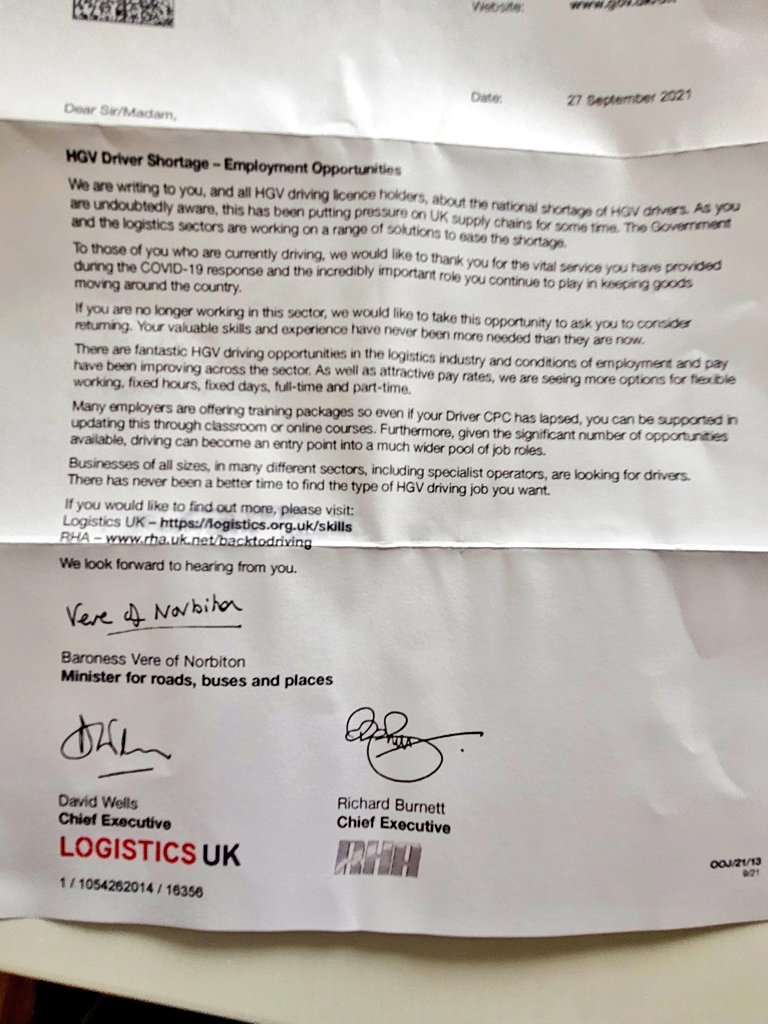 Website:
Date: 27 September 2021
Dear Sir/Madam,
HGV Driver Shortage – Employment Opportunities
We are writing to you, and all HGV driving licence holders, about the national shortage of HGV drivers. As you
are undoubtedly aware, this has been putting pressure on UK supply chains for some time. The Government
and the logistics sectors are working on a range of solutions to ease the shortage.
To those of you who are currently driving, we would like to thank you for the vital service you have provided
during the COVID-19 response and the incredibly important role you continue to play in keeping goods
moving around the country.
If you are no longer working in this sector, we would like to take this opportunity to ask you to consider
returning. Your valuable skills and experience have never been more needed than they are now.
There are fantastic HGV driving opportunities in the logistics industry and conditions of employment and pay
have been improving across the sector. As well as attractive pay rates, we are seeing more options for flexible
working, fixed hours, fixed days, full-time and part-time.
Many employers are offering training packages so even if your Driver CPC has lapsed, you can be supported in
updating this through classroom or online courses. Furthermore, given the significant number of opportunities
available, driving can become an entry point into a much wider pool of job roles.
Businesses of all sizes, in many different sectors, including specialist operators, are looking for drivers.
There has never been a better time to find the type of HGV driving job you want.
If you would like to find out more, please visit:
Logistics UK – https://logistics.org.uk/skills
RHA – www.rha.uk.net/backtodriving
We look forward to hearing from you.
Vere of Norbiton
Baroness Vere of Norbiton
Minister for roads, buses and places
David Wells
Chief Executive
LOGISTICS UK
1 / 1054262014 / 16356
Richard Burnett
Chief Executive
RHA
OOJ/21/13
9/21